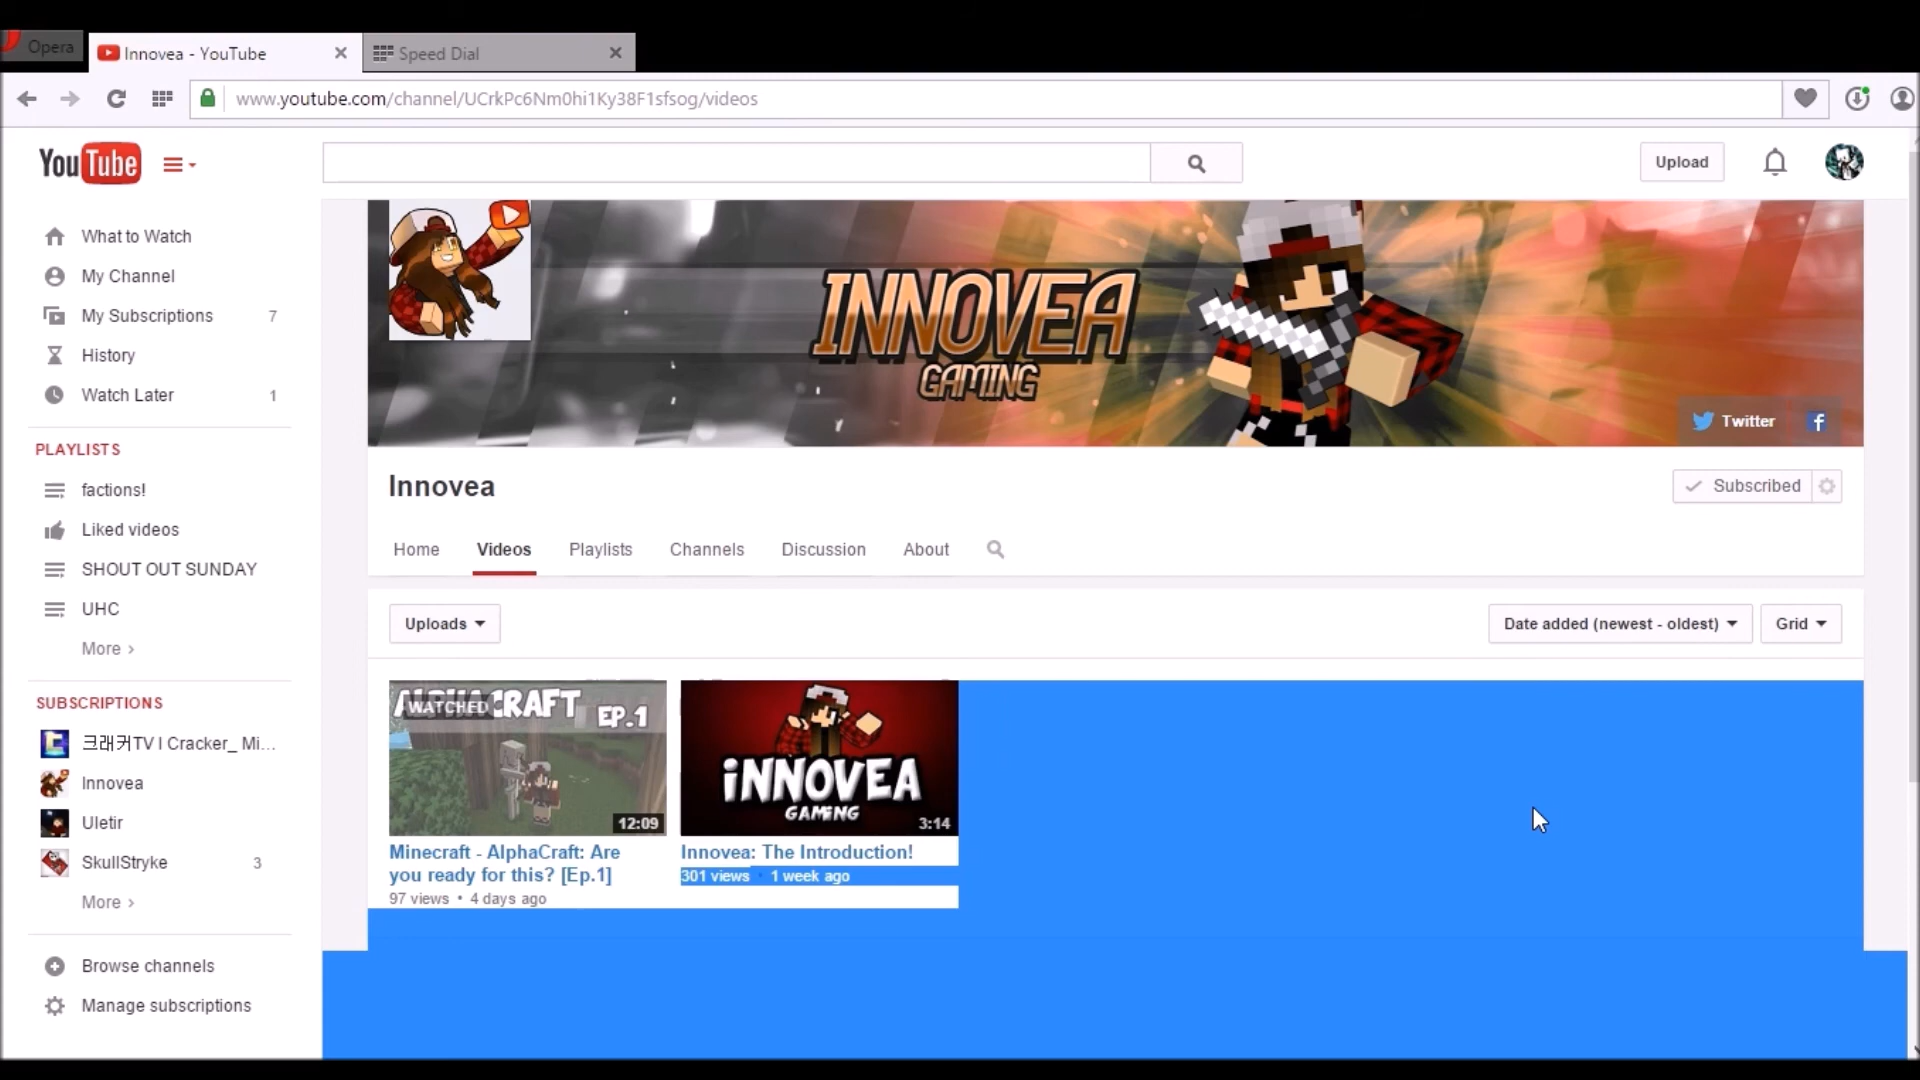 Opera
Innovea - YouTube
Speed Dial
www.youtube.com/channel/UCrkPc6Nm0hi1Ky38F1sfsog/videos
YouTube
Upload
What to Watch
My Channel
My Subscriptions 7
History
Watch Later 1
PLAYLISTS
factions!
Liked videos
SHOUT OUT SUNDAY
UHC
More ›
SUBSCRIPTIONS
크래커TV l Cracker_ Mi...
Innovea
Uletir
SkullStryke 3
More ›
Browse channels
Manage subscriptions
INNOVEA
GAMING
Twitter
Innovea
Subscribed
Home Videos Playlists Channels Discussion About
Uploads
Date added (newest - oldest)
Grid
WATCHED
EP.1
12:09
Minecraft - AlphaCraft: Are
you ready for this? [Ep.1]
97 views • 4 days ago
iNNOVEA
GAMING
3:14
Innovea: The Introduction!
301 views • 1 week ago